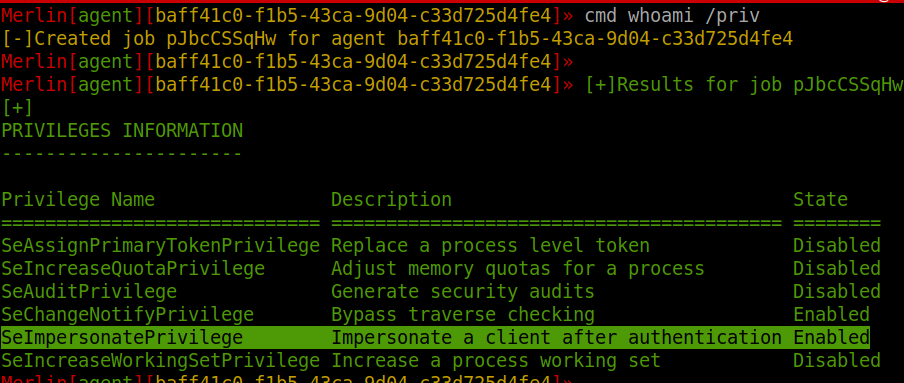 Merlin[agent][baff41c0-f1b5-43ca-9d04-c33d725d4fe4]» cmd whoami /priv
[-]Created job pJbcCSSqHw for agent baff41c0-f1b5-43ca-9d04-c33d725d4fe4
Merlin[agent][baff41c0-f1b5-43ca-9d04-c33d725d4fe4]»
Merlin[agent][baff41c0-f1b5-43ca-9d04-c33d725d4fe4]» [+]Results for job pJbcCSSqHw
[+]
PRIVILEGES INFORMATION
----------------------
Privilege Name Description State
============================= ========================================= ========
SeAssignPrimaryTokenPrivilege Replace a process level token Disabled
SeIncreaseQuotaPrivilege Adjust memory quotas for a process Disabled
SeAuditPrivilege Generate security audits Disabled
SeChangeNotifyPrivilege Bypass traverse checking Enabled
SeImpersonatePrivilege Impersonate a client after authentication Enabled
SeIncreaseWorkingSetPrivilege Increase a process working set Disabled
Merlin[agent][baff41c0-f1b5-43ca-9d04-c33d725d4fe4]»